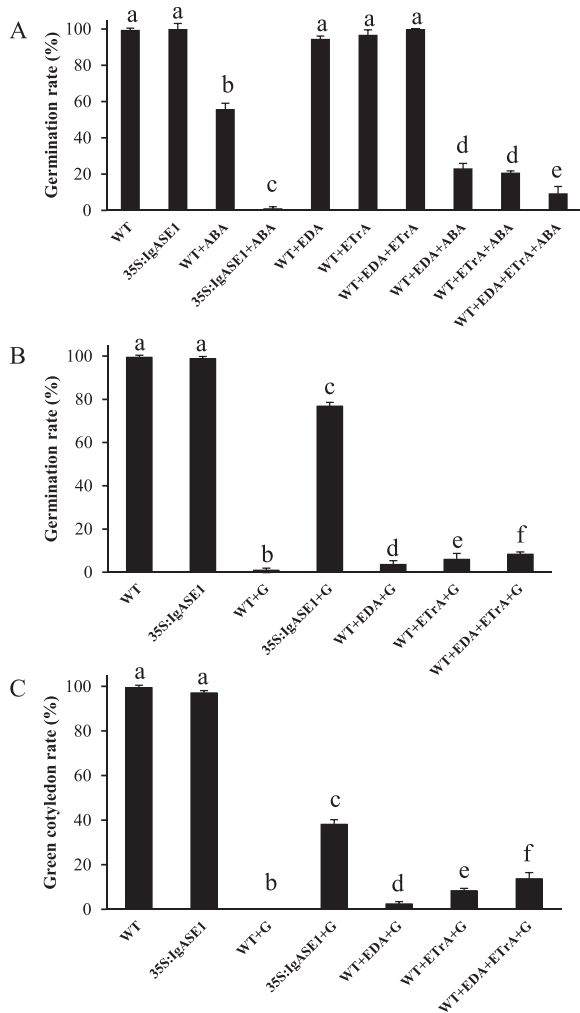 A
Germination rate (%)
100
80
60
40
20
0
a a b c a a a d d e
WT
35S:IgASE1
WT+ABA
35S:IgASE1+ABA
WT+EDA
WT+ETrA
WT+EDA+ETrA
WT+EDA+ABA
WT+ETrA+ABA
WT+EDA+ETrA+ABA
B
Germination rate (%)
100
80
60
40
20
0
a a b c d e f
WT
35S:IgASE1
WT+G
35S:IgASE1+G
WT+EDA+G
WT+ETrA+G
WT+EDA+ETrA+G
C
Green cotyledon rate (%)
100
80
60
40
20
0
a a b c d e f
WT
35S:IgASE1
WT+G
35S:IgASE1+G
WT+EDA+G
WT+ETrA+G
WT+EDA+ETrA+G